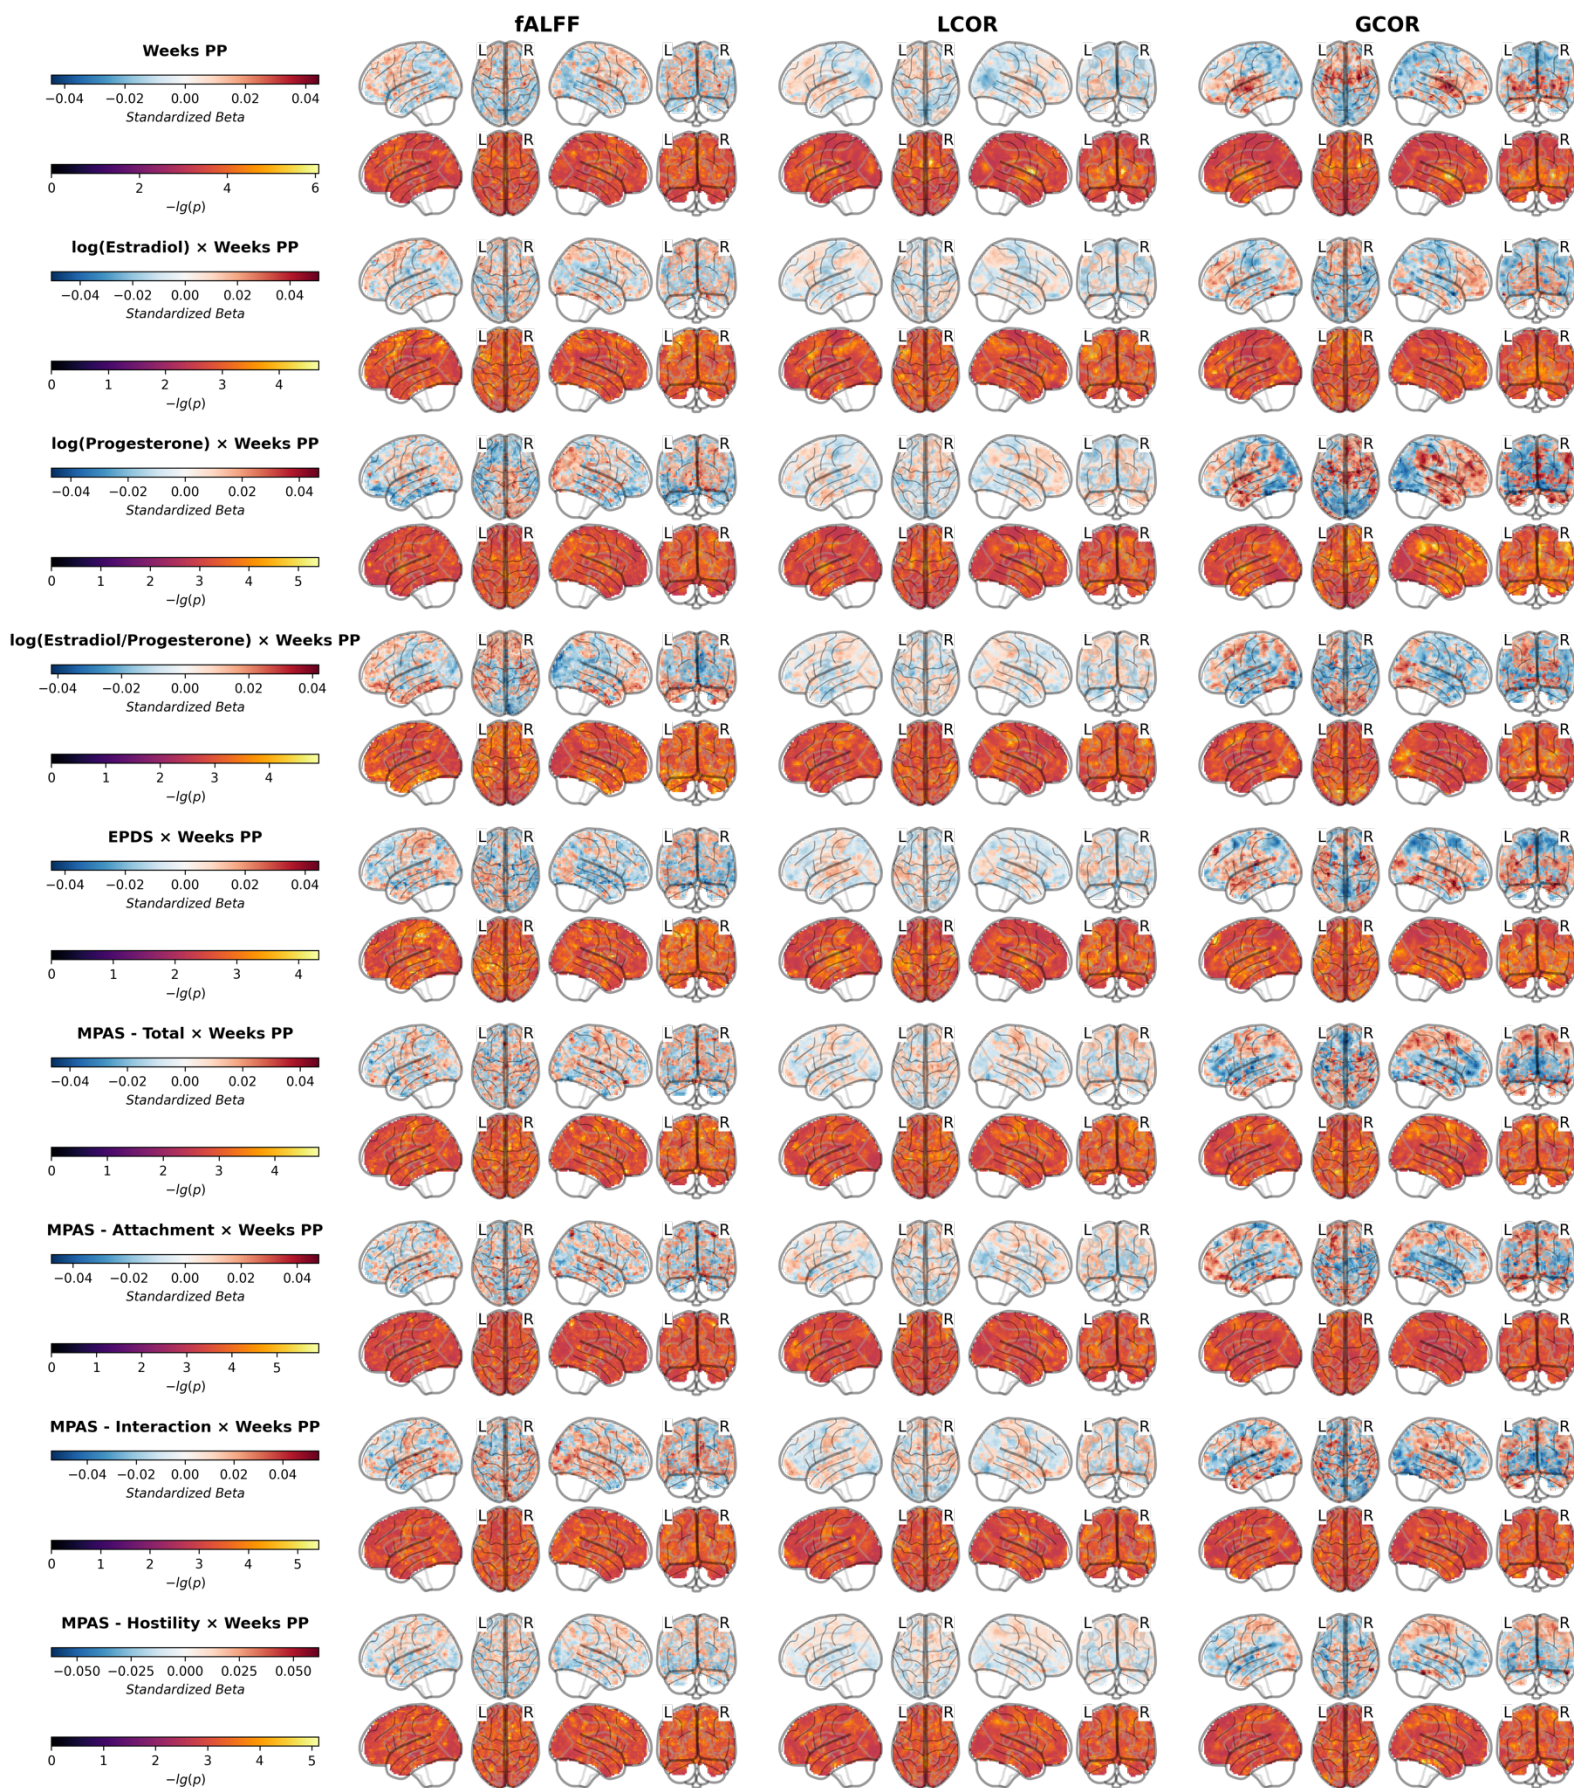 fALFF LCOR GCOR
Weeks PP
L R L R L R L R L R L R
−0.04 −0.02 0.00 0.02 0.04
Standardized Beta
L R L R L R L R L R L R
0 2 4 6
−lg(p)
log(Estradiol) × Weeks PP
L R L R L R L R L R L R
−0.04 −0.02 0.00 0.02 0.04
Standardized Beta
L R L R L R L R L R L R
0 1 2 3 4
−lg(p)
log(Progesterone) × Weeks PP
L R L R L R L R L R L R
−0.04 −0.02 0.00 0.02 0.04
Standardized Beta
L R L R L R L R L R L R
0 1 2 3 4 5
−lg(p)
log(Estradiol/Progesterone) × Weeks PP
L R L R L R L R L R L R
−0.04 −0.02 0.00 0.02 0.04
Standardized Beta
L R L R L R L R L R L R
0 1 2 3 4
−lg(p)
EPDS × Weeks PP
L R L R L R L R L R L R
−0.04 −0.02 0.00 0.02 0.04
Standardized Beta
L R L R L R L R L R L R
0 1 2 3 4
−lg(p)
MPAS - Total × Weeks PP
L R L R L R L R L R L R
−0.04 −0.02 0.00 0.02 0.04
Standardized Beta
L R L R L R L R L R L R
0 1 2 3 4
−lg(p)
MPAS - Attachment × Weeks PP
L R L R L R L R L R L R
−0.04 −0.02 0.00 0.02 0.04
Standardized Beta
L R L R L R L R L R L R
0 1 2 3 4 5
−lg(p)
MPAS - Interaction × Weeks PP
L R L R L R L R L R L R
−0.04 −0.02 0.00 0.02 0.04
Standardized Beta
L R L R L R L R L R L R
0 1 2 3 4 5
−lg(p)
MPAS - Hostility × Weeks PP
L R L R L R L R L R L R
−0.050 −0.025 0.000 0.025 0.050
Standardized Beta
L R L R L R L R L R L R
0 1 2 3 4 5
−lg(p)